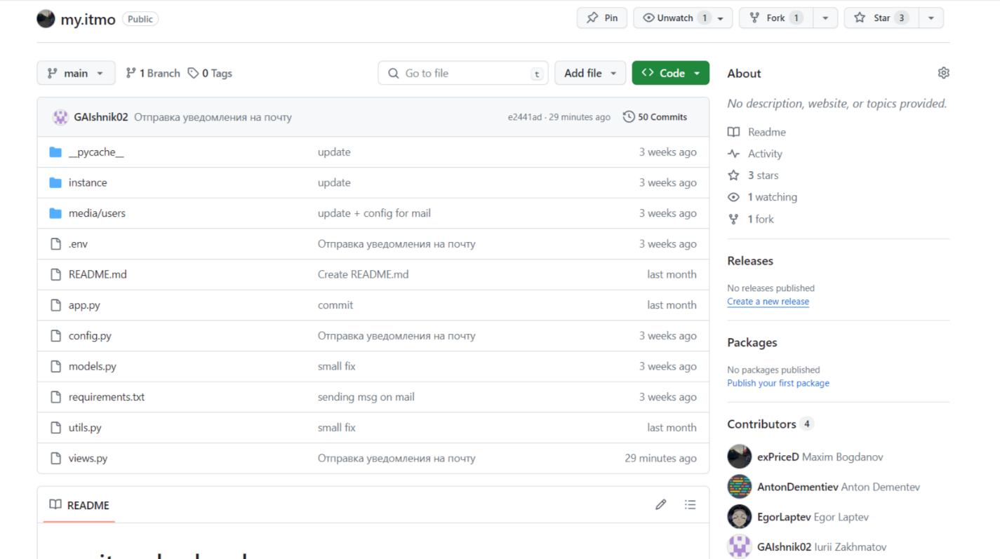 my.itmo Public Pin Unwatch 1 Fork 1 Star 3
main 1 Branch 0 Tags Go to file t Add file Code
GAIshnik02 Отправка уведомления на почту e2441ad · 29 minutes ago 50 Commits
__pycache__ update 3 weeks ago
instance update 3 weeks ago
media/users update + config for mail 3 weeks ago
.env Отправка уведомления на почту 3 weeks ago
README.md Create README.md last month
app.py commit last month
config.py Отправка уведомления на почту 3 weeks ago
models.py small fix 3 weeks ago
requirements.txt sending msg on mail 3 weeks ago
utils.py small fix last month
views.py Отправка уведомления на почту 29 minutes ago
README
About
No description, website, or topics provided.
Readme
Activity
3 stars
1 watching
1 fork
Releases
No releases published
Create a new release
Packages
No packages published
Publish your first package
Contributors 4
exPriceD Maxim Bogdanov
AntonDementiev Anton Dementev
EgorLaptev Egor Laptev
GAIshnik02 Iurii Zakhmatov